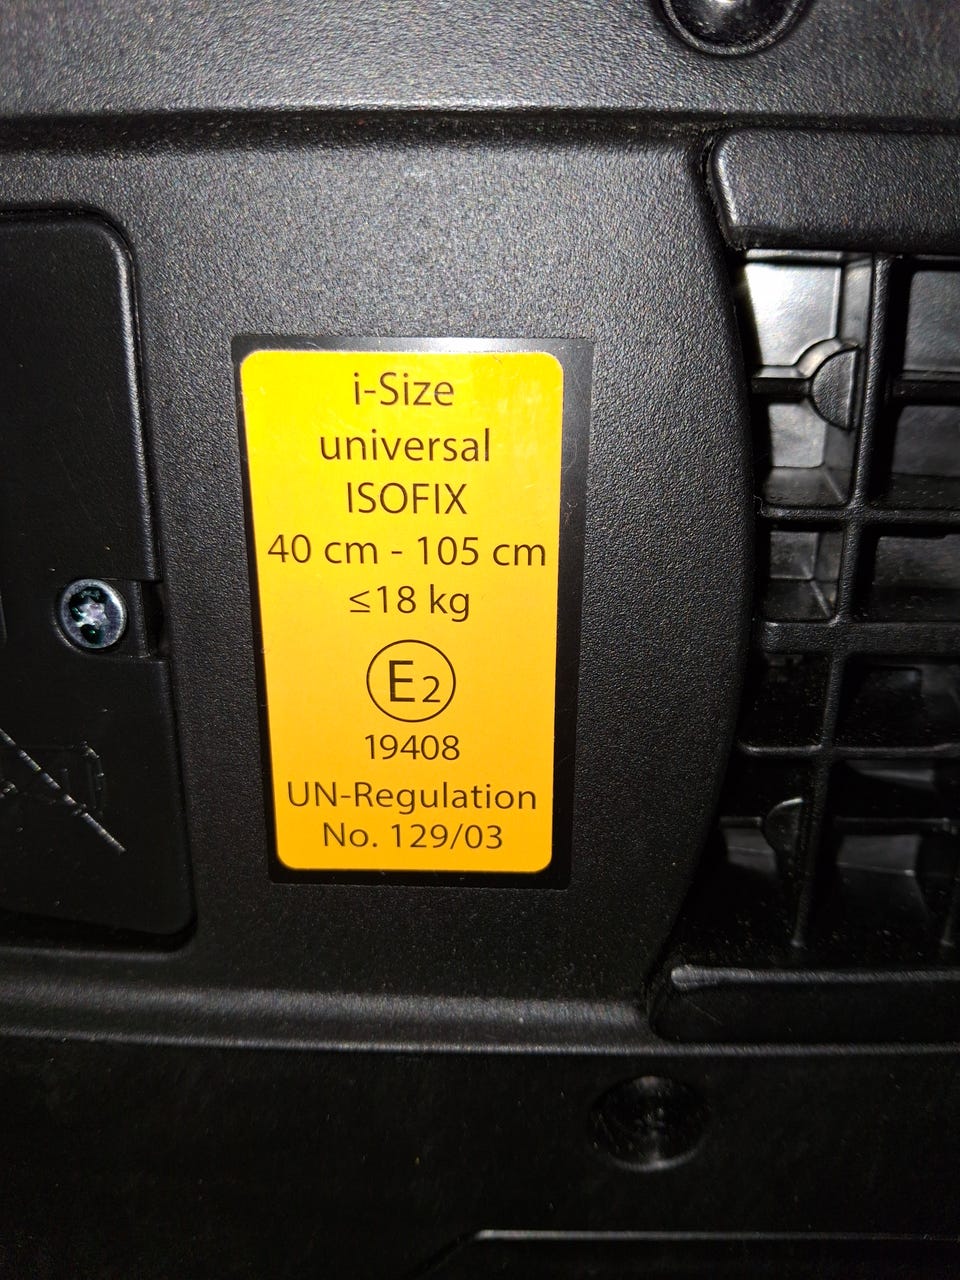 i-Size
universal
ISOFIX
40 cm - 105 cm
≤18 kg
E2
19408
UN-Regulation
No. 129/03